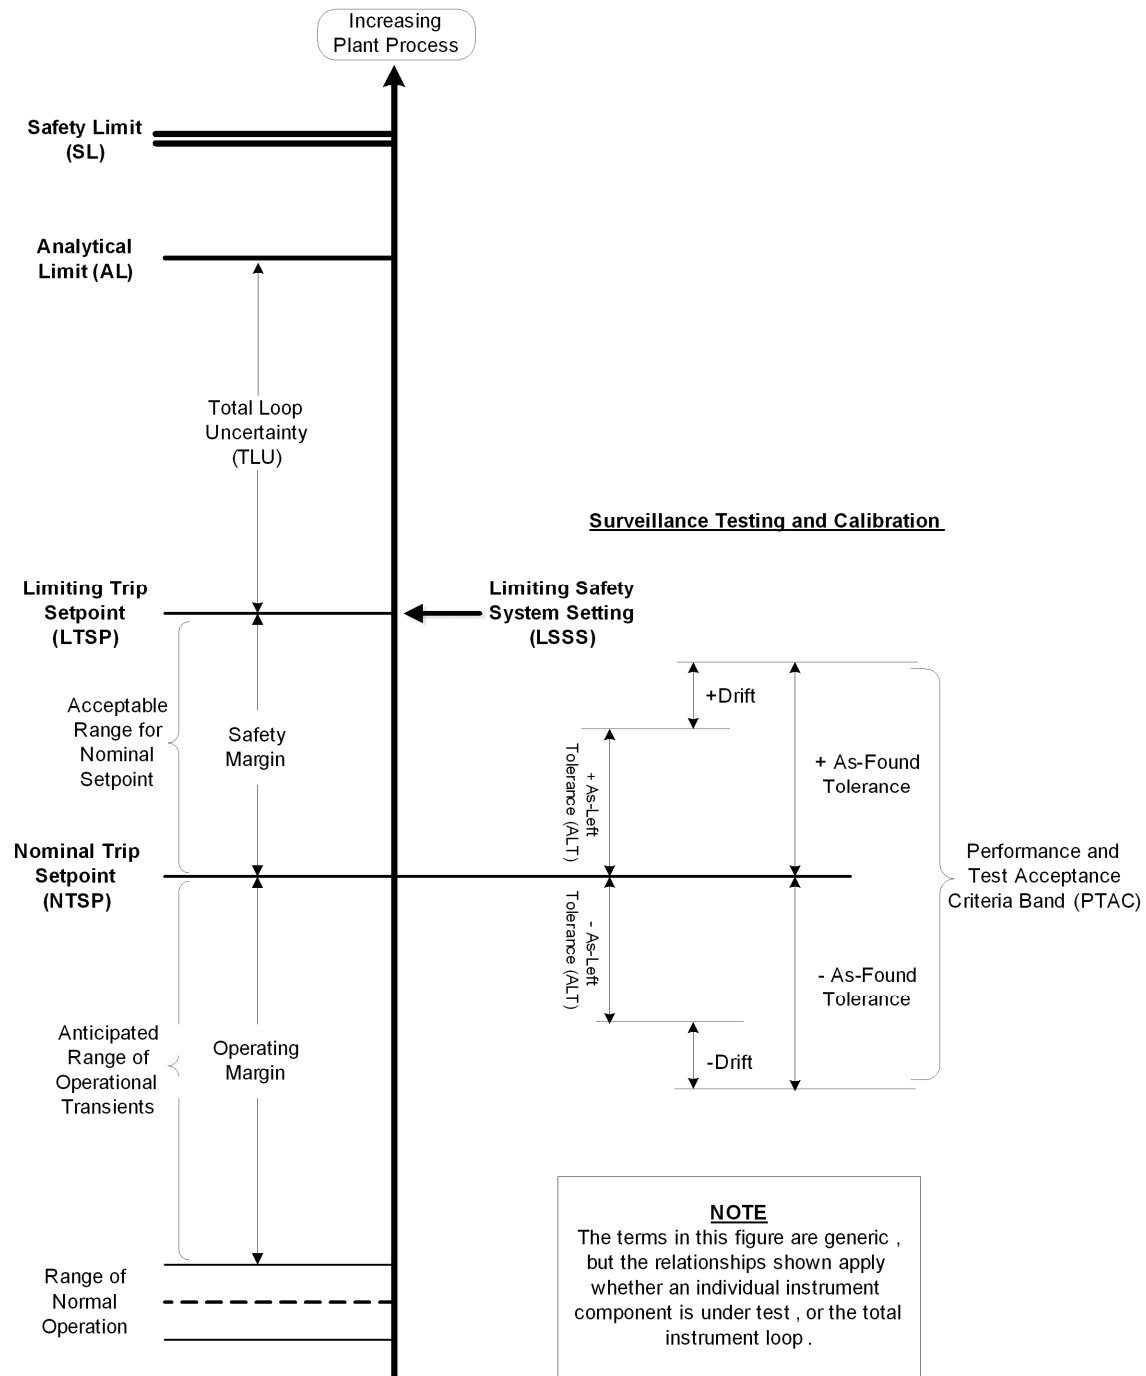 Increasing
Plant Process
Safety Limit
(SL)
Analytical
Limit (AL)
Total Loop
Uncertainty
(TLU)
Surveillance Testing and Calibration
Limiting Trip
Setpoint
(LTSP)
Limiting Safety
System Setting
(LSSS)
Acceptable
Range for
Nominal
Setpoint
Safety
Margin
+Drift
+ As-Left
Tolerance (ALT)
+ As-Found
Tolerance
Nominal Trip
Setpoint
(NTSP)
Performance and
Test Acceptance
Criteria Band (PTAC)
- As-Left
Tolerance (ALT)
- As-Found
Tolerance
Anticipated
Range of
Operational
Transients
Operating
Margin
-Drift
Range of
Normal
Operation
NOTE
The terms in this figure are generic ,
but the relationships shown apply
whether an individual instrument
component is under test , or the total
instrument loop .